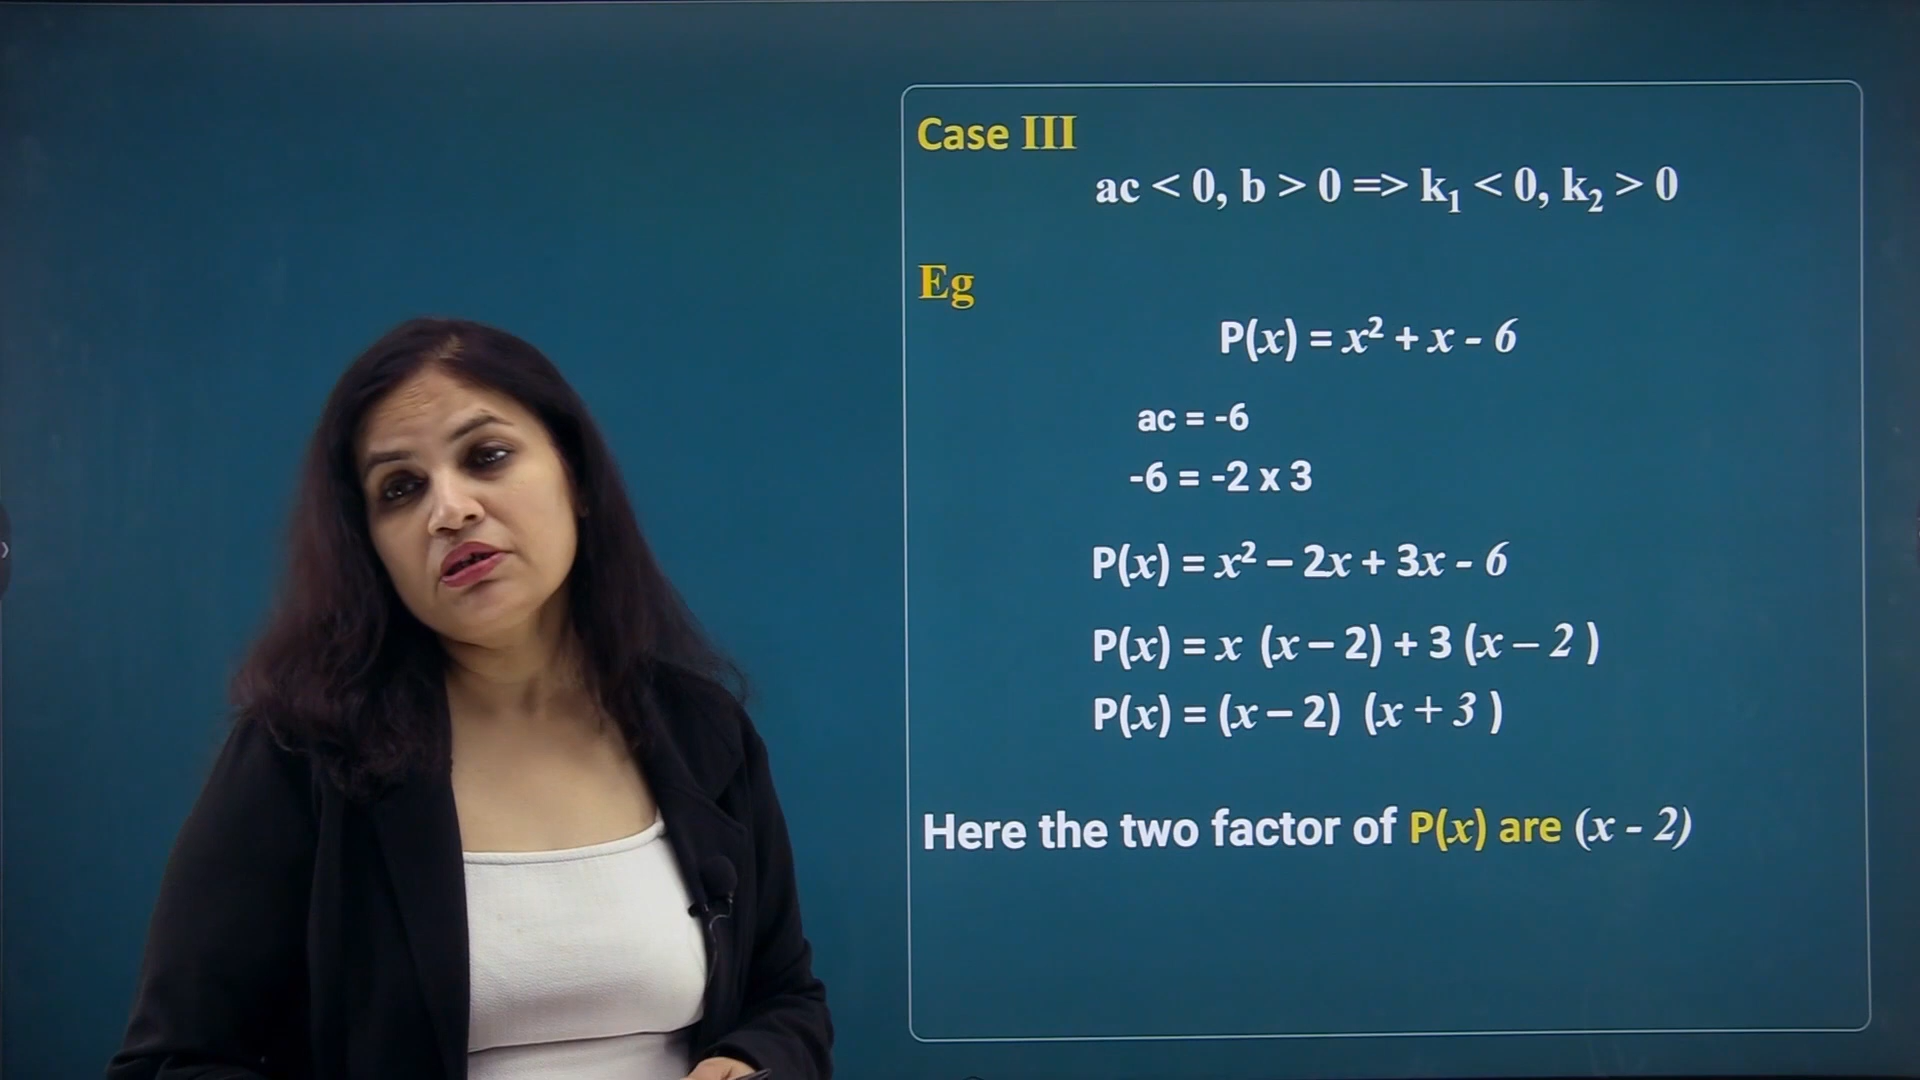 Case III
ac < 0, b > 0 => k₁ < 0, k₂ > 0
Eg
P(x) = x² + x - 6
ac = -6
-6 = -2 x 3
P(x) = x² – 2x + 3x - 6
P(x) = x (x – 2) + 3 (x – 2 )
P(x) = (x – 2) (x + 3 )
Here the two factor of P(x) are (x - 2)